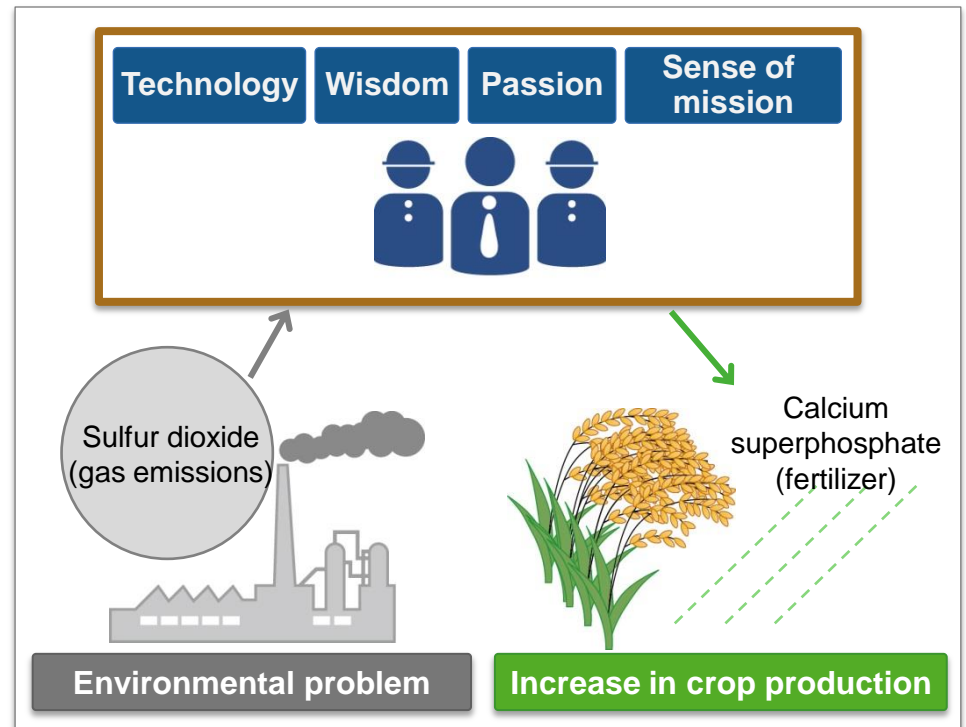 Technology
Wisdom
Passion
Sense of
mission
Sulfur dioxide
(gas emissions)
Calcium
superphosphate
(fertilizer)
Environmental problem
Increase in crop production